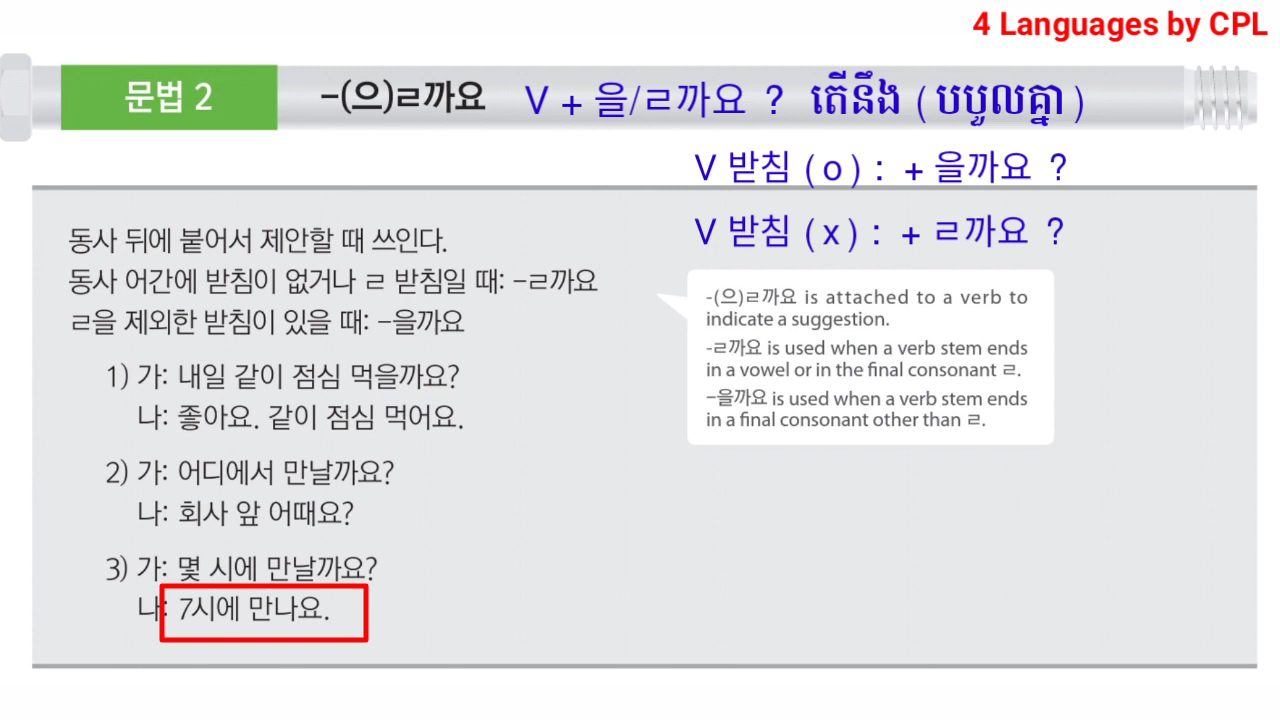 4 Languages by CPL
문법 2 -(으)ㄹ까요 V + 을/ㄹ까요 ? តើនឹង ( បបួលគ្នា )
V 받침 ( o ) : + 을까요 ?
V 받침 ( x ) : + ㄹ까요 ?
동사 뒤에 붙어서 제안할 때 쓰인다.
동사 어간에 받침이 없거나 ㄹ 받침일 때: -ㄹ까요
ㄹ을 제외한 받침이 있을 때: -을까요
-(으)ㄹ까요 is attached to a verb to
indicate a suggestion.
-ㄹ까요 is used when a verb stem ends
in a vowel or in the final consonant ㄹ.
-을까요 is used when a verb stem ends
in a final consonant other than ㄹ.
1) 가: 내일 같이 점심 먹을까요?
나: 좋아요. 같이 점심 먹어요.
2) 가: 어디에서 만날까요?
나: 회사 앞 어때요?
3) 가: 몇 시에 만날까요?
나: 7시에 만나요.